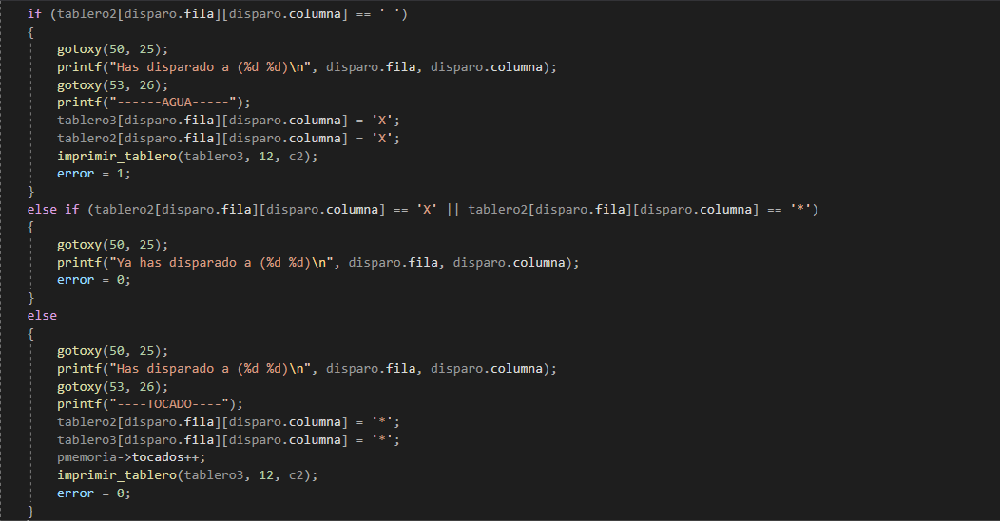 if (tablero2[disparo.fila][disparo.columna] == ' ')
{
gotoxy(50, 25);
printf("Has disparado a (%d %d)\n", disparo.fila, disparo.columna);
gotoxy(53, 26);
printf("------AGUA-----");
tablero3[disparo.fila][disparo.columna] = 'X';
tablero2[disparo.fila][disparo.columna] = 'X';
imprimir_tablero(tablero3, 12, c2);
error = 1;
}
else if (tablero2[disparo.fila][disparo.columna] == 'X' || tablero2[disparo.fila][disparo.columna] == '*')
{
gotoxy(50, 25);
printf("Ya has disparado a (%d %d)\n", disparo.fila, disparo.columna);
error = 0;
}
else
{
gotoxy(50, 25);
printf("Has disparado a (%d %d)\n", disparo.fila, disparo.columna);
gotoxy(53, 26);
printf("----TOCADO----");
tablero2[disparo.fila][disparo.columna] = '*';
tablero3[disparo.fila][disparo.columna] = '*';
pmemoria->tocados++;
imprimir_tablero(tablero3, 12, c2);
error = 0;
}